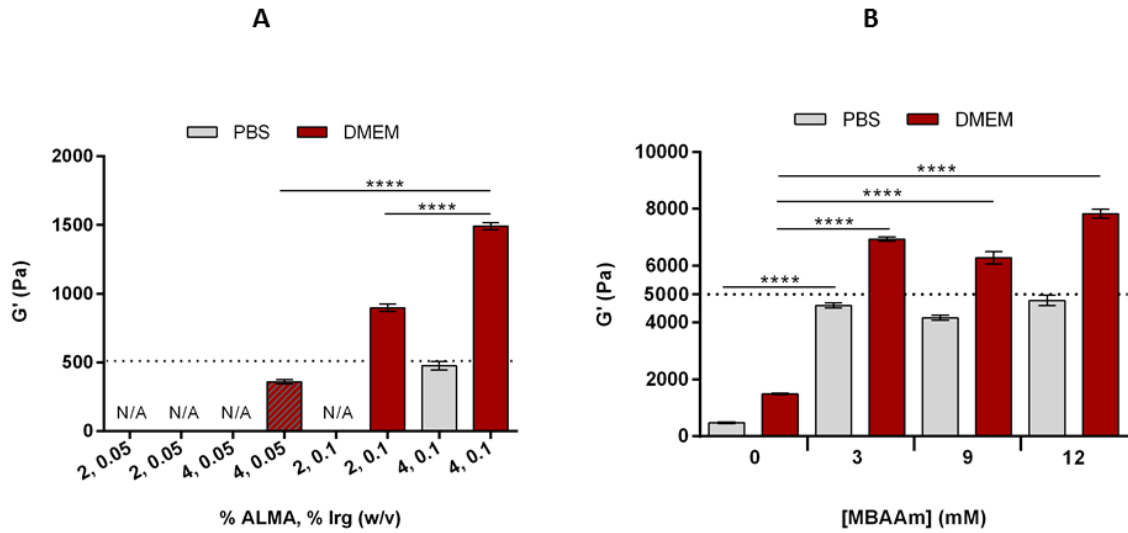 A
PBS DMEM
2000
1500
1000
500
0
G' (Pa)
****
****
N/A N/A N/A N/A
2, 0.05 2, 0.05 4, 0.05 4, 0.05 2, 0.1 2, 0.1 4, 0.1 4, 0.1
% ALMA, % Irg (w/v)
B
PBS DMEM
10000
8000
6000
5000
4000
2000
0
G' (Pa)
****
****
****
****
0 3 9 12
[MBAAm] (mM)